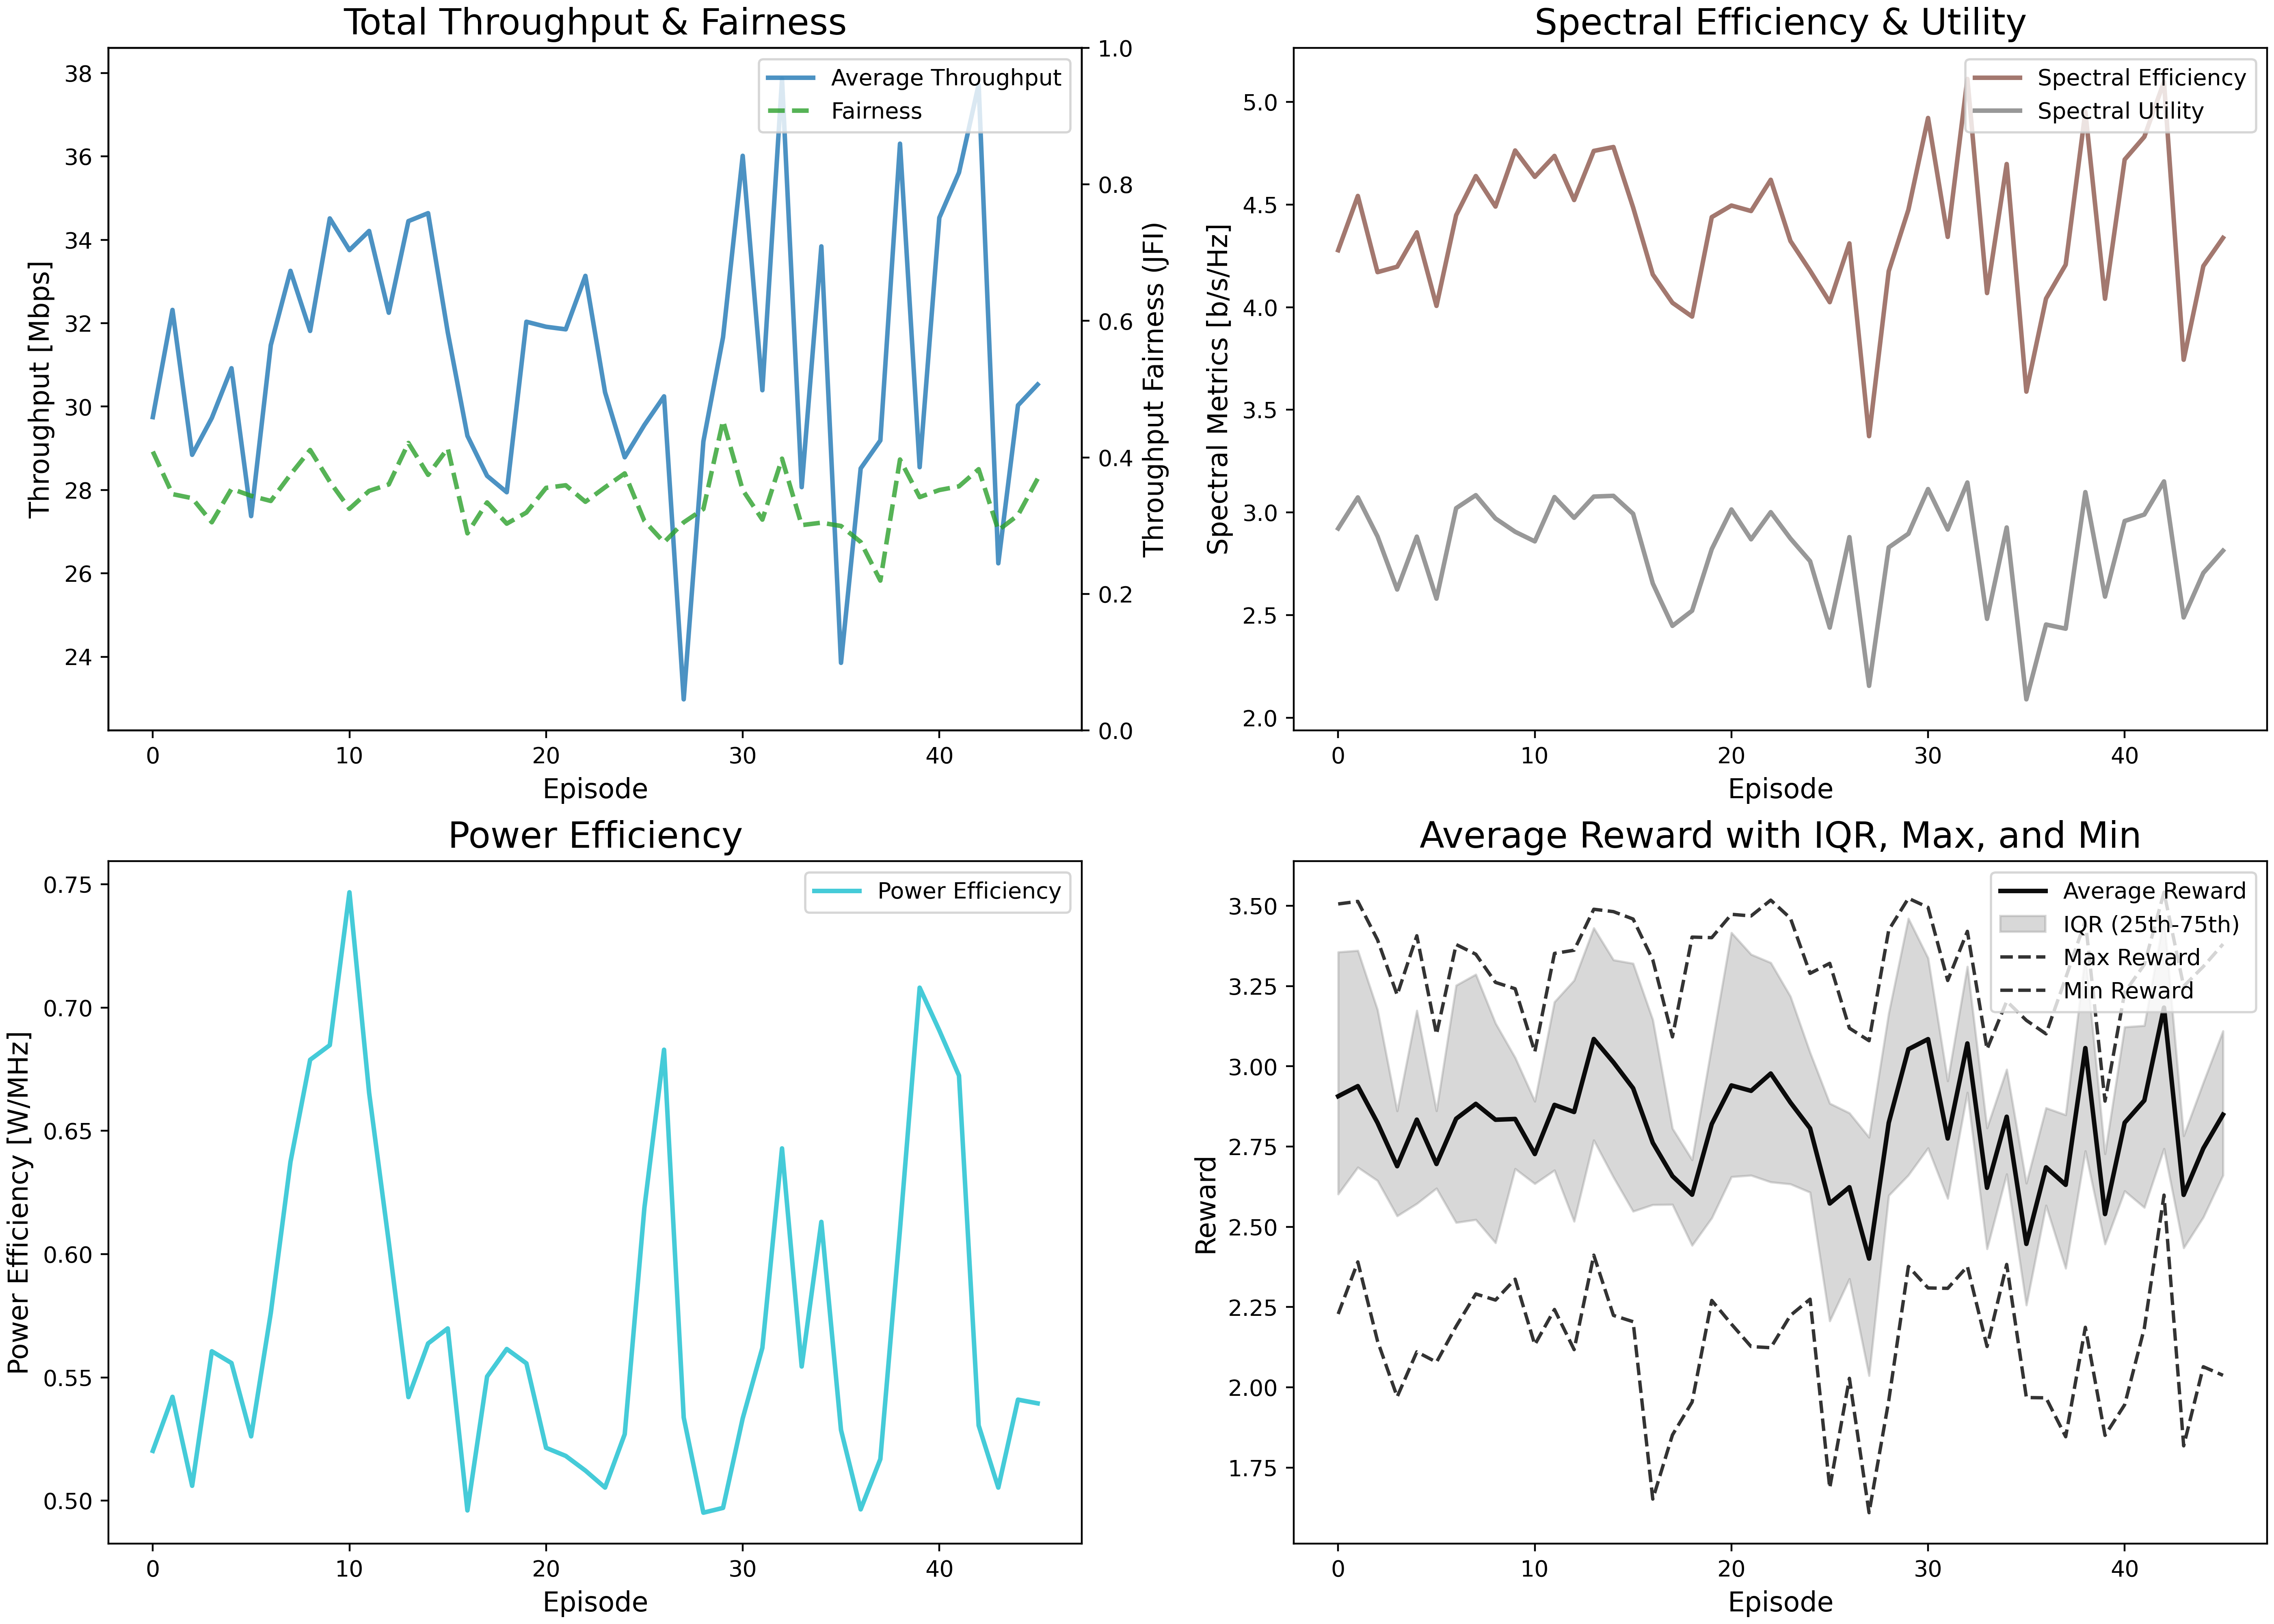 Total Throughput & Fairness
38
36
34
32
30
28
26
24
Throughput [Mbps]
1.0
0.8
0.6
0.4
0.2
0.0
Throughput Fairness (JFI)
Average Throughput
Fairness
0 10 20 30 40
Episode
Spectral Efficiency & Utility
5.0
4.5
4.0
3.5
3.0
2.5
2.0
Spectral Metrics [b/s/Hz]
Spectral Efficiency
Spectral Utility
0 10 20 30 40
Episode
Power Efficiency
0.75
0.70
0.65
0.60
0.55
0.50
Power Efficiency [W/MHz]
Power Efficiency
0 10 20 30 40
Episode
Average Reward with IQR, Max, and Min
3.50
3.25
3.00
2.75
2.50
2.25
2.00
1.75
Reward
Average Reward
IQR (25th-75th)
Max Reward
Min Reward
0 10 20 30 40
Episode